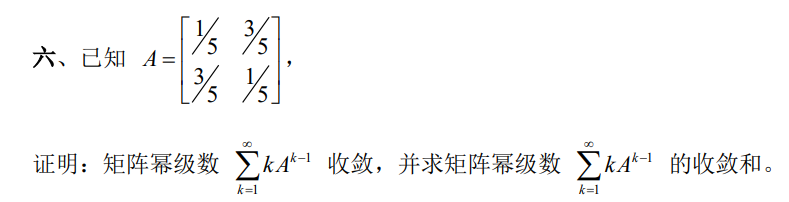 六、已知 A = [1/5 3/5; 3/5 1/5],
证明：矩阵幂级数 ∑_{k=1}^{∞} kA^{k-1} 收敛，并求矩阵幂级数 ∑_{k=1}^{∞} kA^{k-1} 的收敛和。